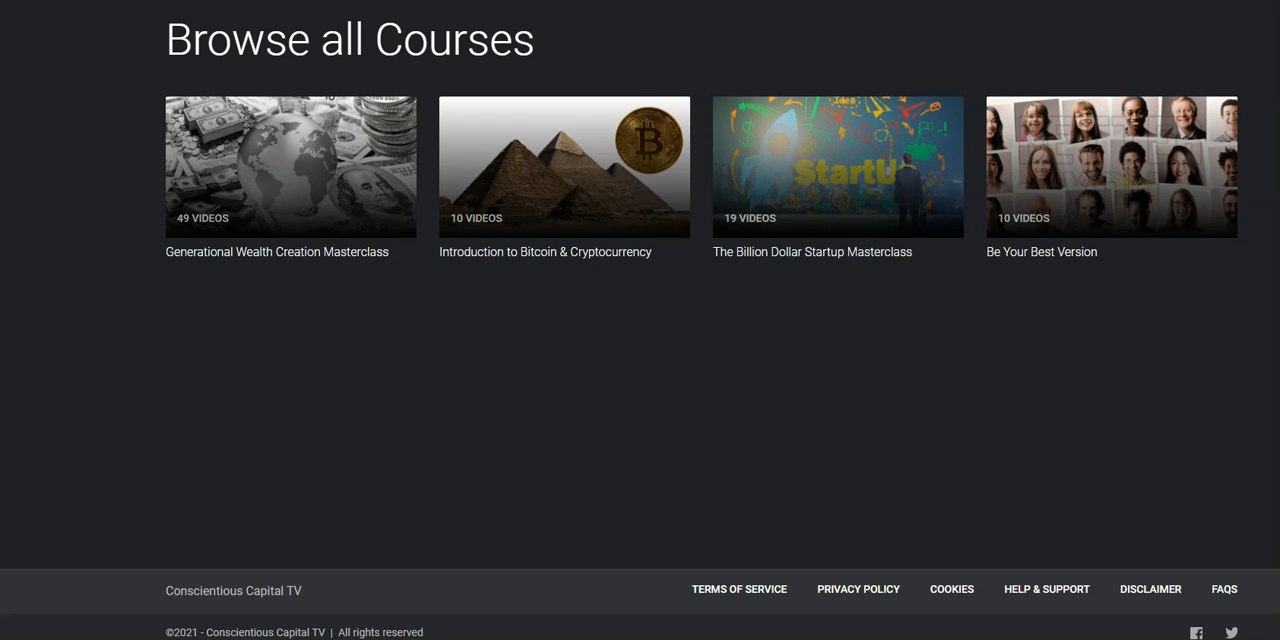 Browse all Courses
Idea
StartU
49 VIDEOS
10 VIDEOS
19 VIDEOS
10 VIDEOS
Generational Wealth Creation Masterclass
Introduction to Bitcoin & Cryptocurrency
The Billion Dollar Startup Masterclass
Be Your Best Version
Conscientious Capital TV
TERMS OF SERVICE
PRIVACY POLICY
COOKIES
HELP & SUPPORT
DISCLAIMER
FAQS
©2021 - Conscientious Capital TV | All rights reserved